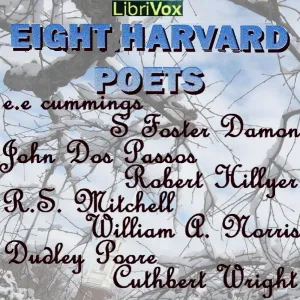 LibriVox
EIGHT HARVARD
POETS
e.e cummings
S Foster Damon
John Dos Passos
Robert Hillyer
R.S. Mitchell
William A. Norris
Dudley Poore
Cuthbert Wright